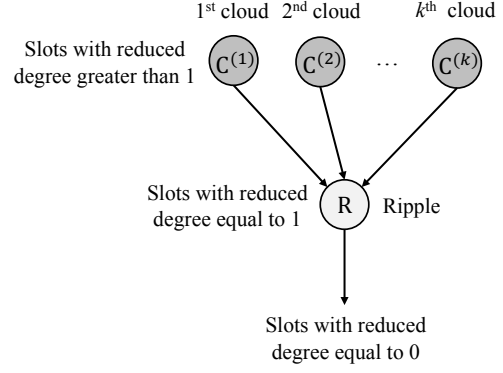 1st cloud 2nd cloud kth cloud
Slots with reduced
degree greater than 1
C(1) C(2) … C(k)
Slots with reduced
degree equal to 1
R Ripple
Slots with reduced
degree equal to 0